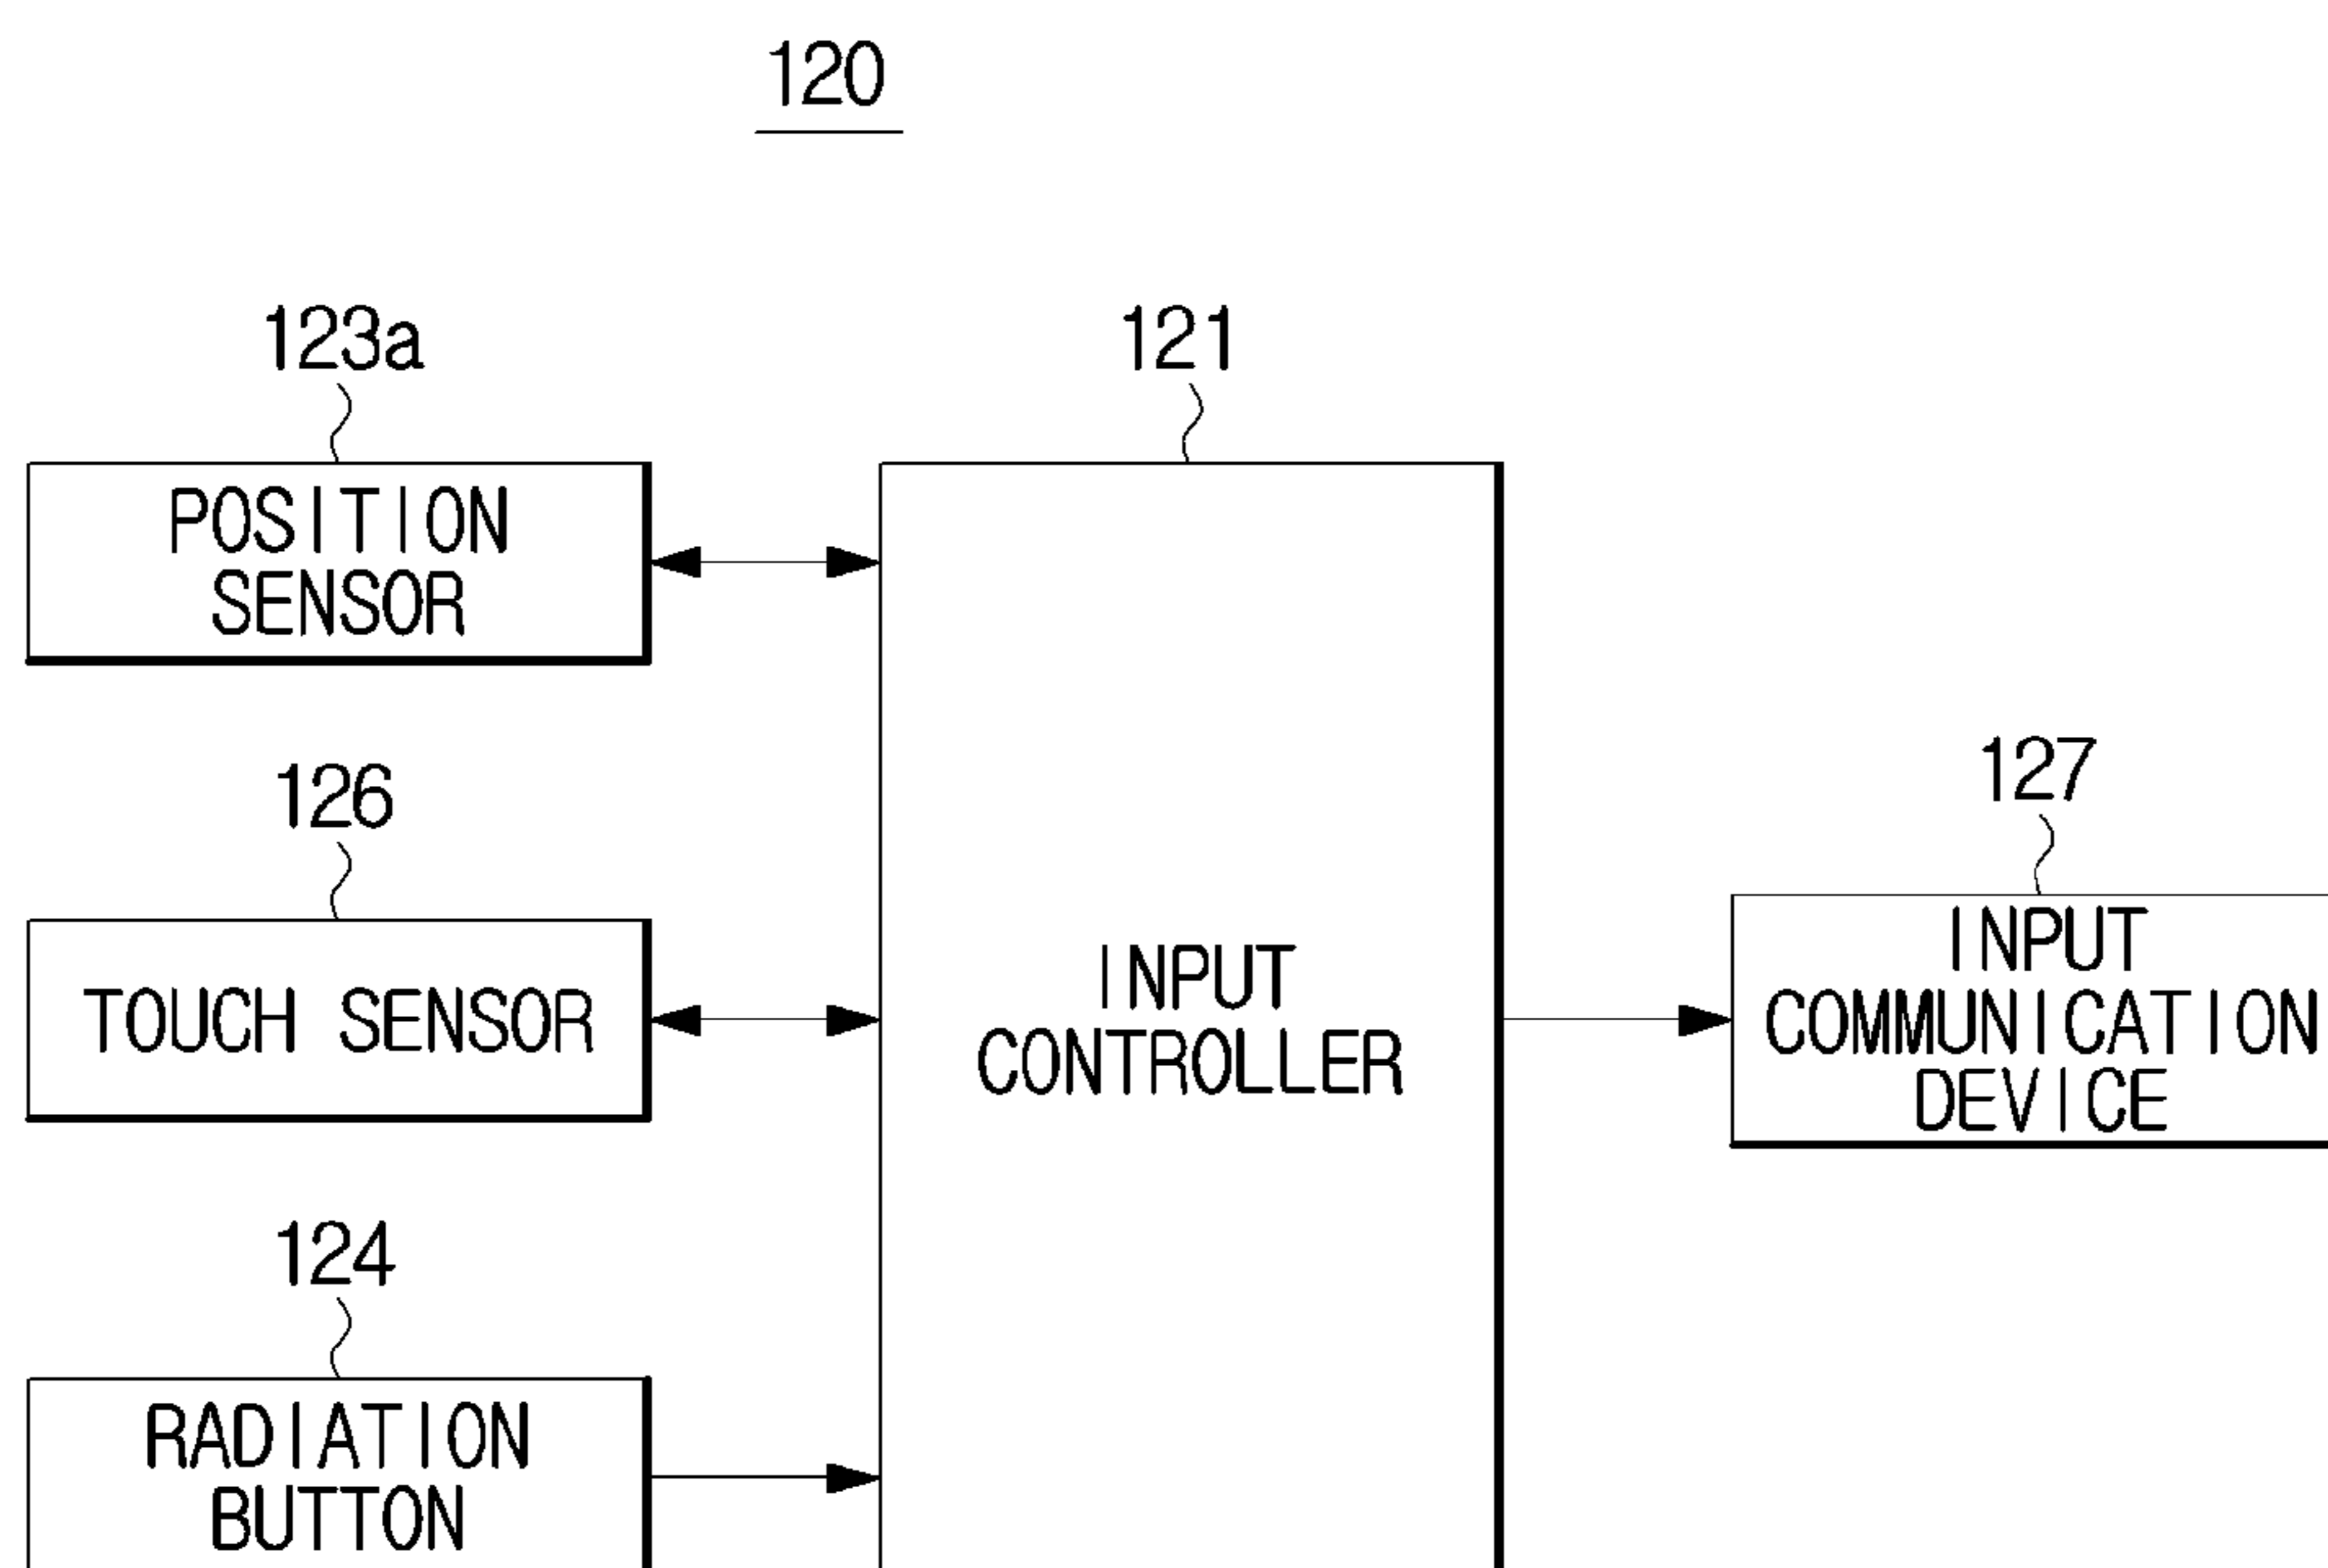 120
123a
121
POSITION
SENSOR
126
127
TOUCH SENSOR
INPUT
CONTROLLER
INPUT
COMMUNICATION
DEVICE
124
RADIATION
BUTTON